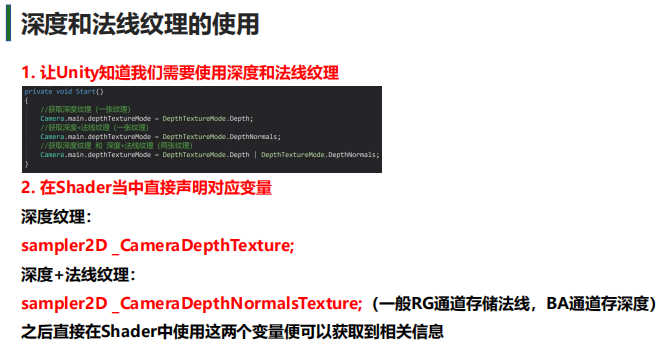 深度和法线纹理的使用
1. 让Unity知道我们需要使用深度和法线纹理
private void Start()
{
//获取深度纹理（一张纹理）
Camera.main.depthTextureMode = DepthTextureMode.Depth;
//获取深度+法线纹理（一张纹理）
Camera.main.depthTextureMode = DepthTextureMode.DepthNormals;
//获取深度纹理 和 深度+法线纹理（两张纹理）
Camera.main.depthTextureMode = DepthTextureMode.Depth | DepthTextureMode.DepthNormals;
}
2. 在Shader当中直接声明对应变量
深度纹理：
sampler2D _CameraDepthTexture;
深度+法线纹理：
sampler2D _CameraDepthNormalsTexture;（一般RG通道存储法线，BA通道存深度）
之后直接在Shader中使用这两个变量便可以获取到相关信息